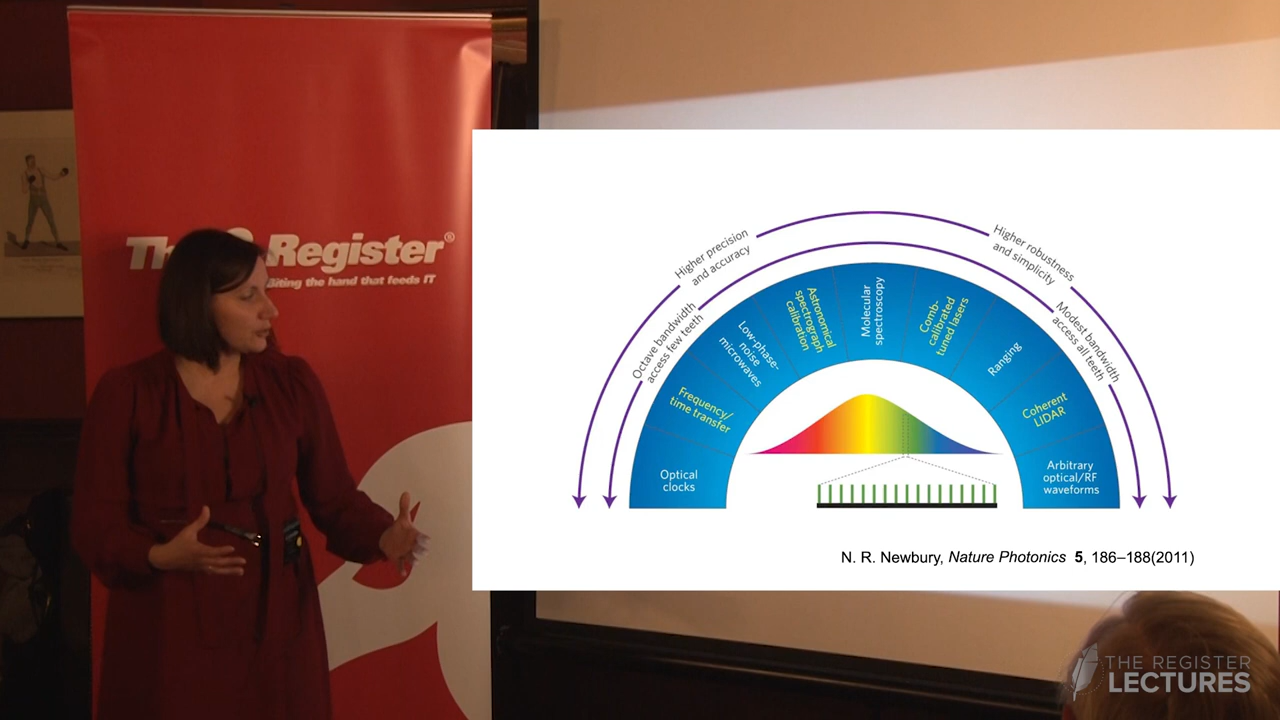 The Register®
Biting the hand that feeds IT
Higher precision
and accuracy
Higher robustness
and simplicity
Octave bandwidth
access few teeth
Modest bandwidth
access all teeth
Optical
clocks
Frequency/
time transfer
Low-phase-
noise
microwaves
Astronomical
spectrograph
calibration
Molecular
spectroscopy
Comb-
calibrated
tuned lasers
Ranging
Coherent
LIDAR
Arbitrary
optical/RF
waveforms
N. R. Newbury, Nature Photonics 5, 186–188(2011)
THE REGISTER
LECTURES